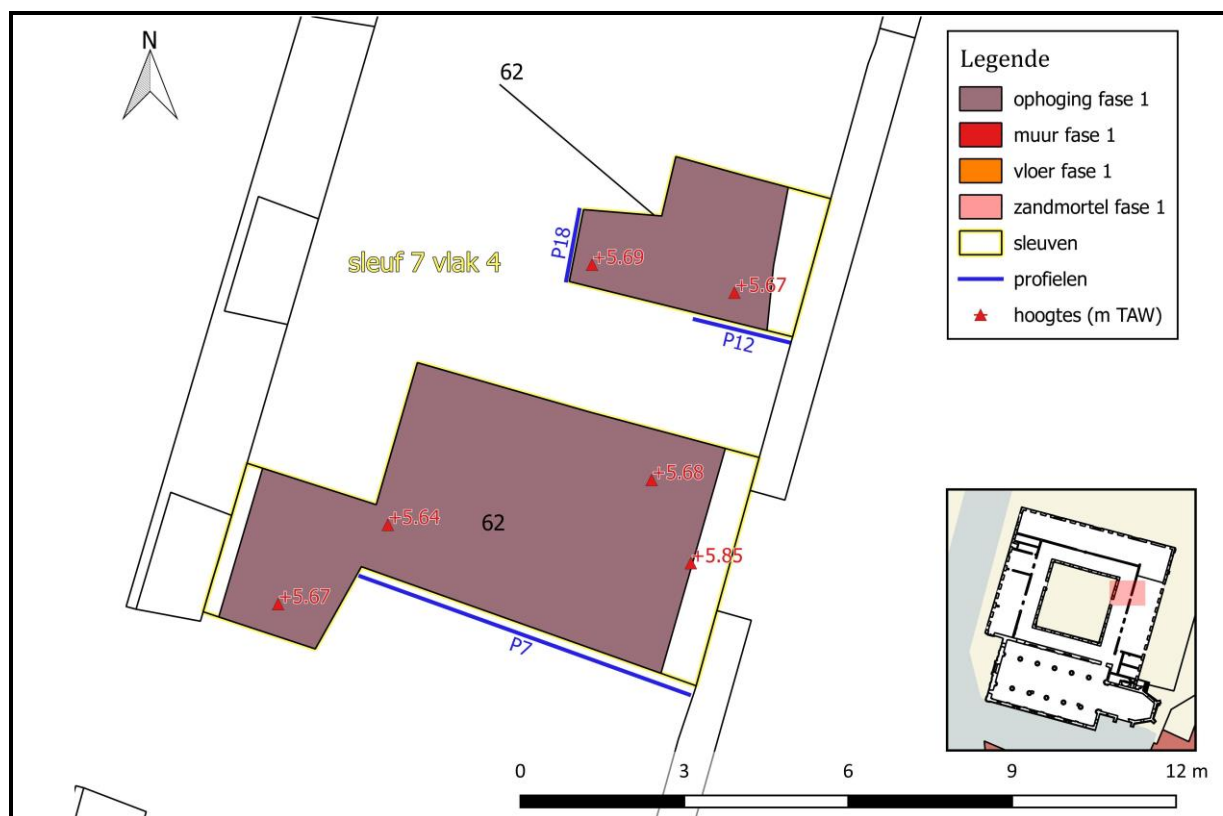 N
62
Legende
ophoging fase 1
muur fase 1
vloer fase 1
zandmortel fase 1
sleuven
profielen
hoogtes (m TAW)
P18
sleuf 7 vlak 4
+5.69
+5.67
P12
+5.68
+5.64
62
+5.85
+5.67
P7
0 3 6 9 12 m